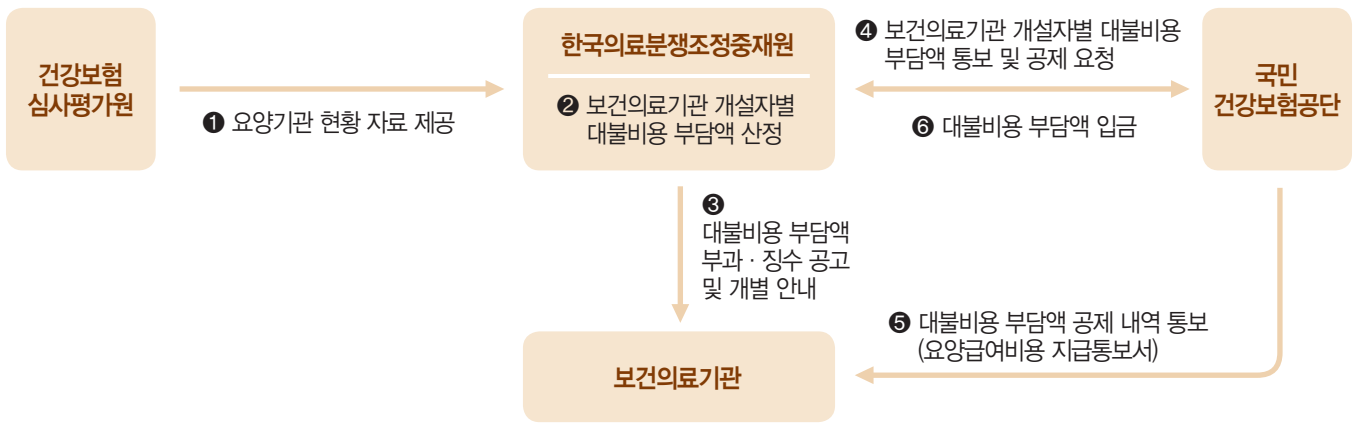 건강보험
심사평가원
❶ 요양기관 현황 자료 제공
한국의료분쟁조정중재원
❷ 보건의료기관 개설자별
대불비용 부담액 산정
❸
대불비용 부담액
부과 · 징수 공고
및 개별 안내
❹ 보건의료기관 개설자별 대불비용
부담액 통보 및 공제 요청
❻ 대불비용 부담액 입금
국민
건강보험공단
❺ 대불비용 부담액 공제 내역 통보
(요양급여비용 지급통보서)
보건의료기관